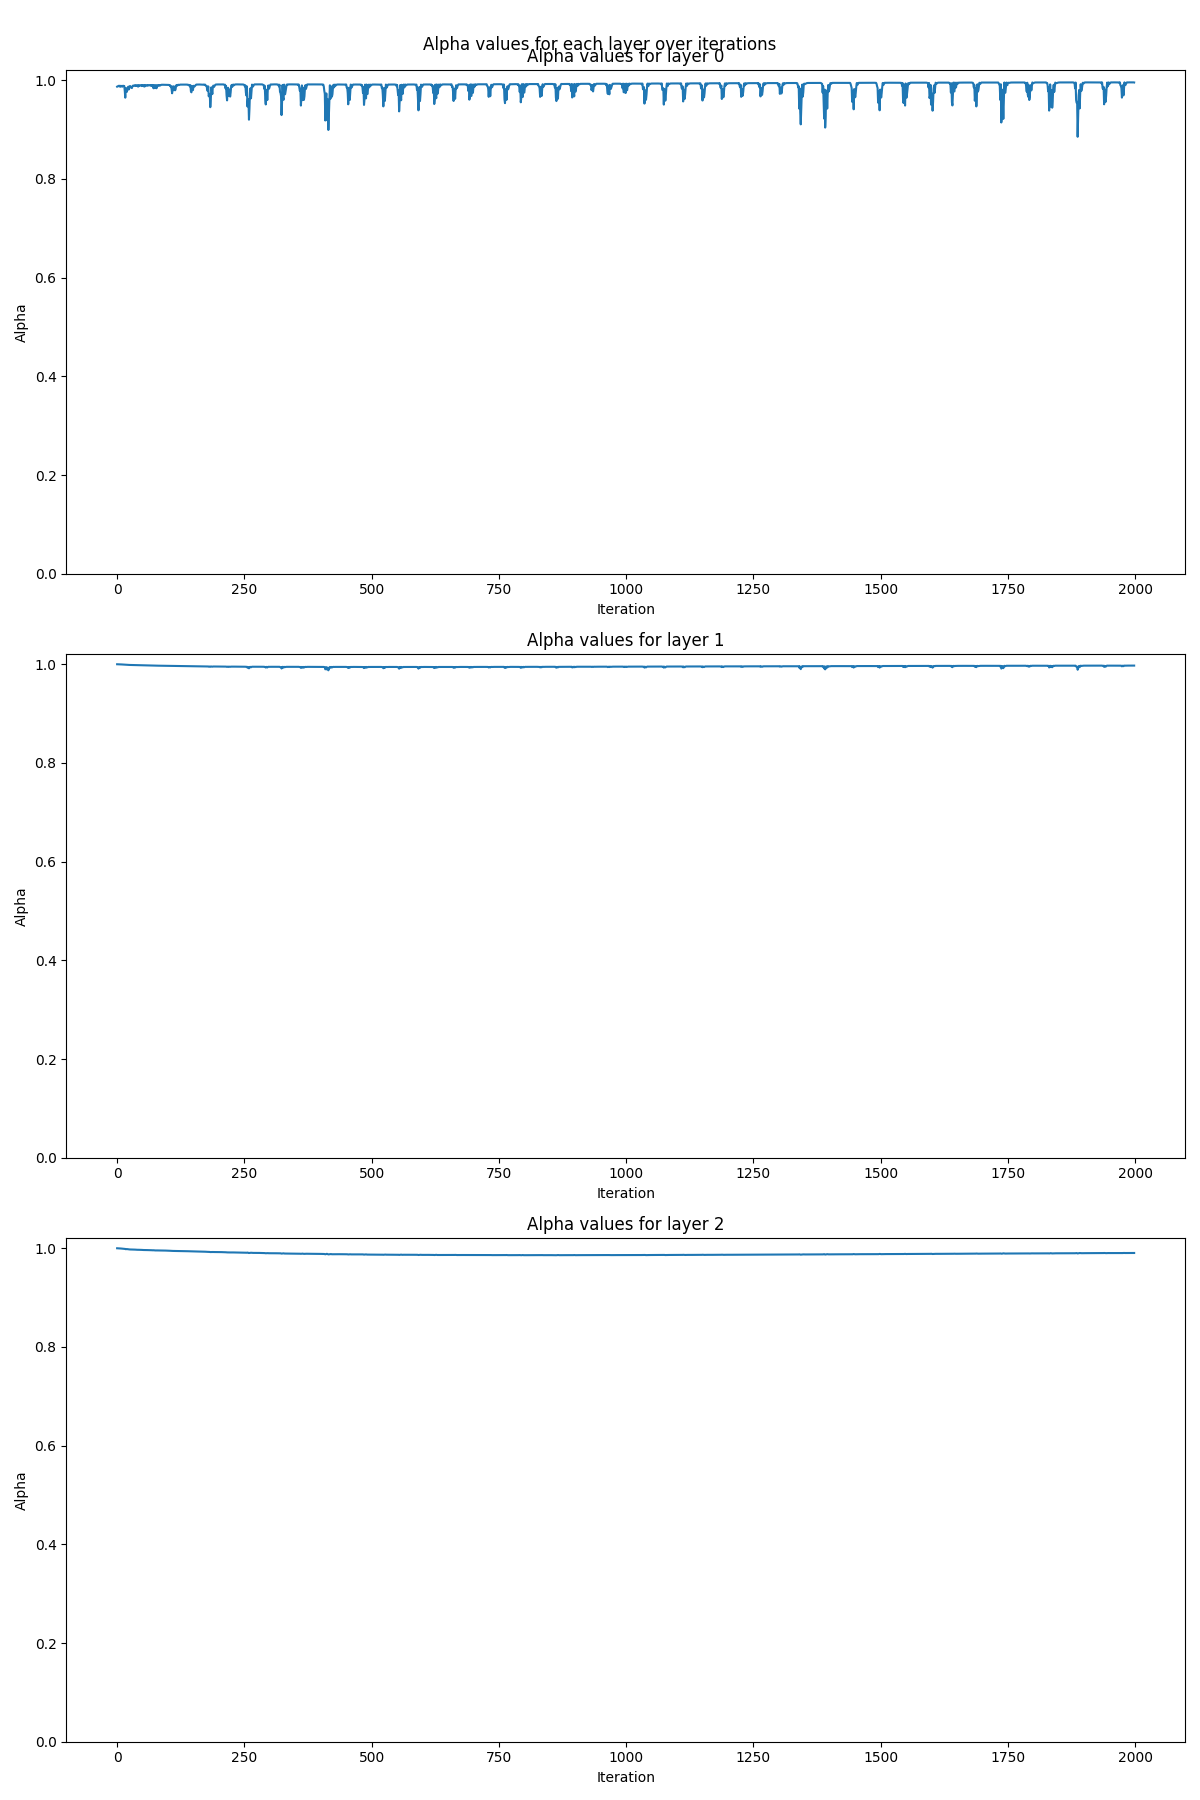 Alpha values for each layer over iterations
Alpha values for layer 0
1.0
0.8
0.6
0.4
0.2
0.0
Alpha
0 250 500 750 1000 1250 1500 1750 2000
Iteration
Alpha values for layer 1
1.0
0.8
0.6
0.4
0.2
0.0
Alpha
0 250 500 750 1000 1250 1500 1750 2000
Iteration
Alpha values for layer 2
1.0
0.8
0.6
0.4
0.2
0.0
Alpha
0 250 500 750 1000 1250 1500 1750 2000
Iteration